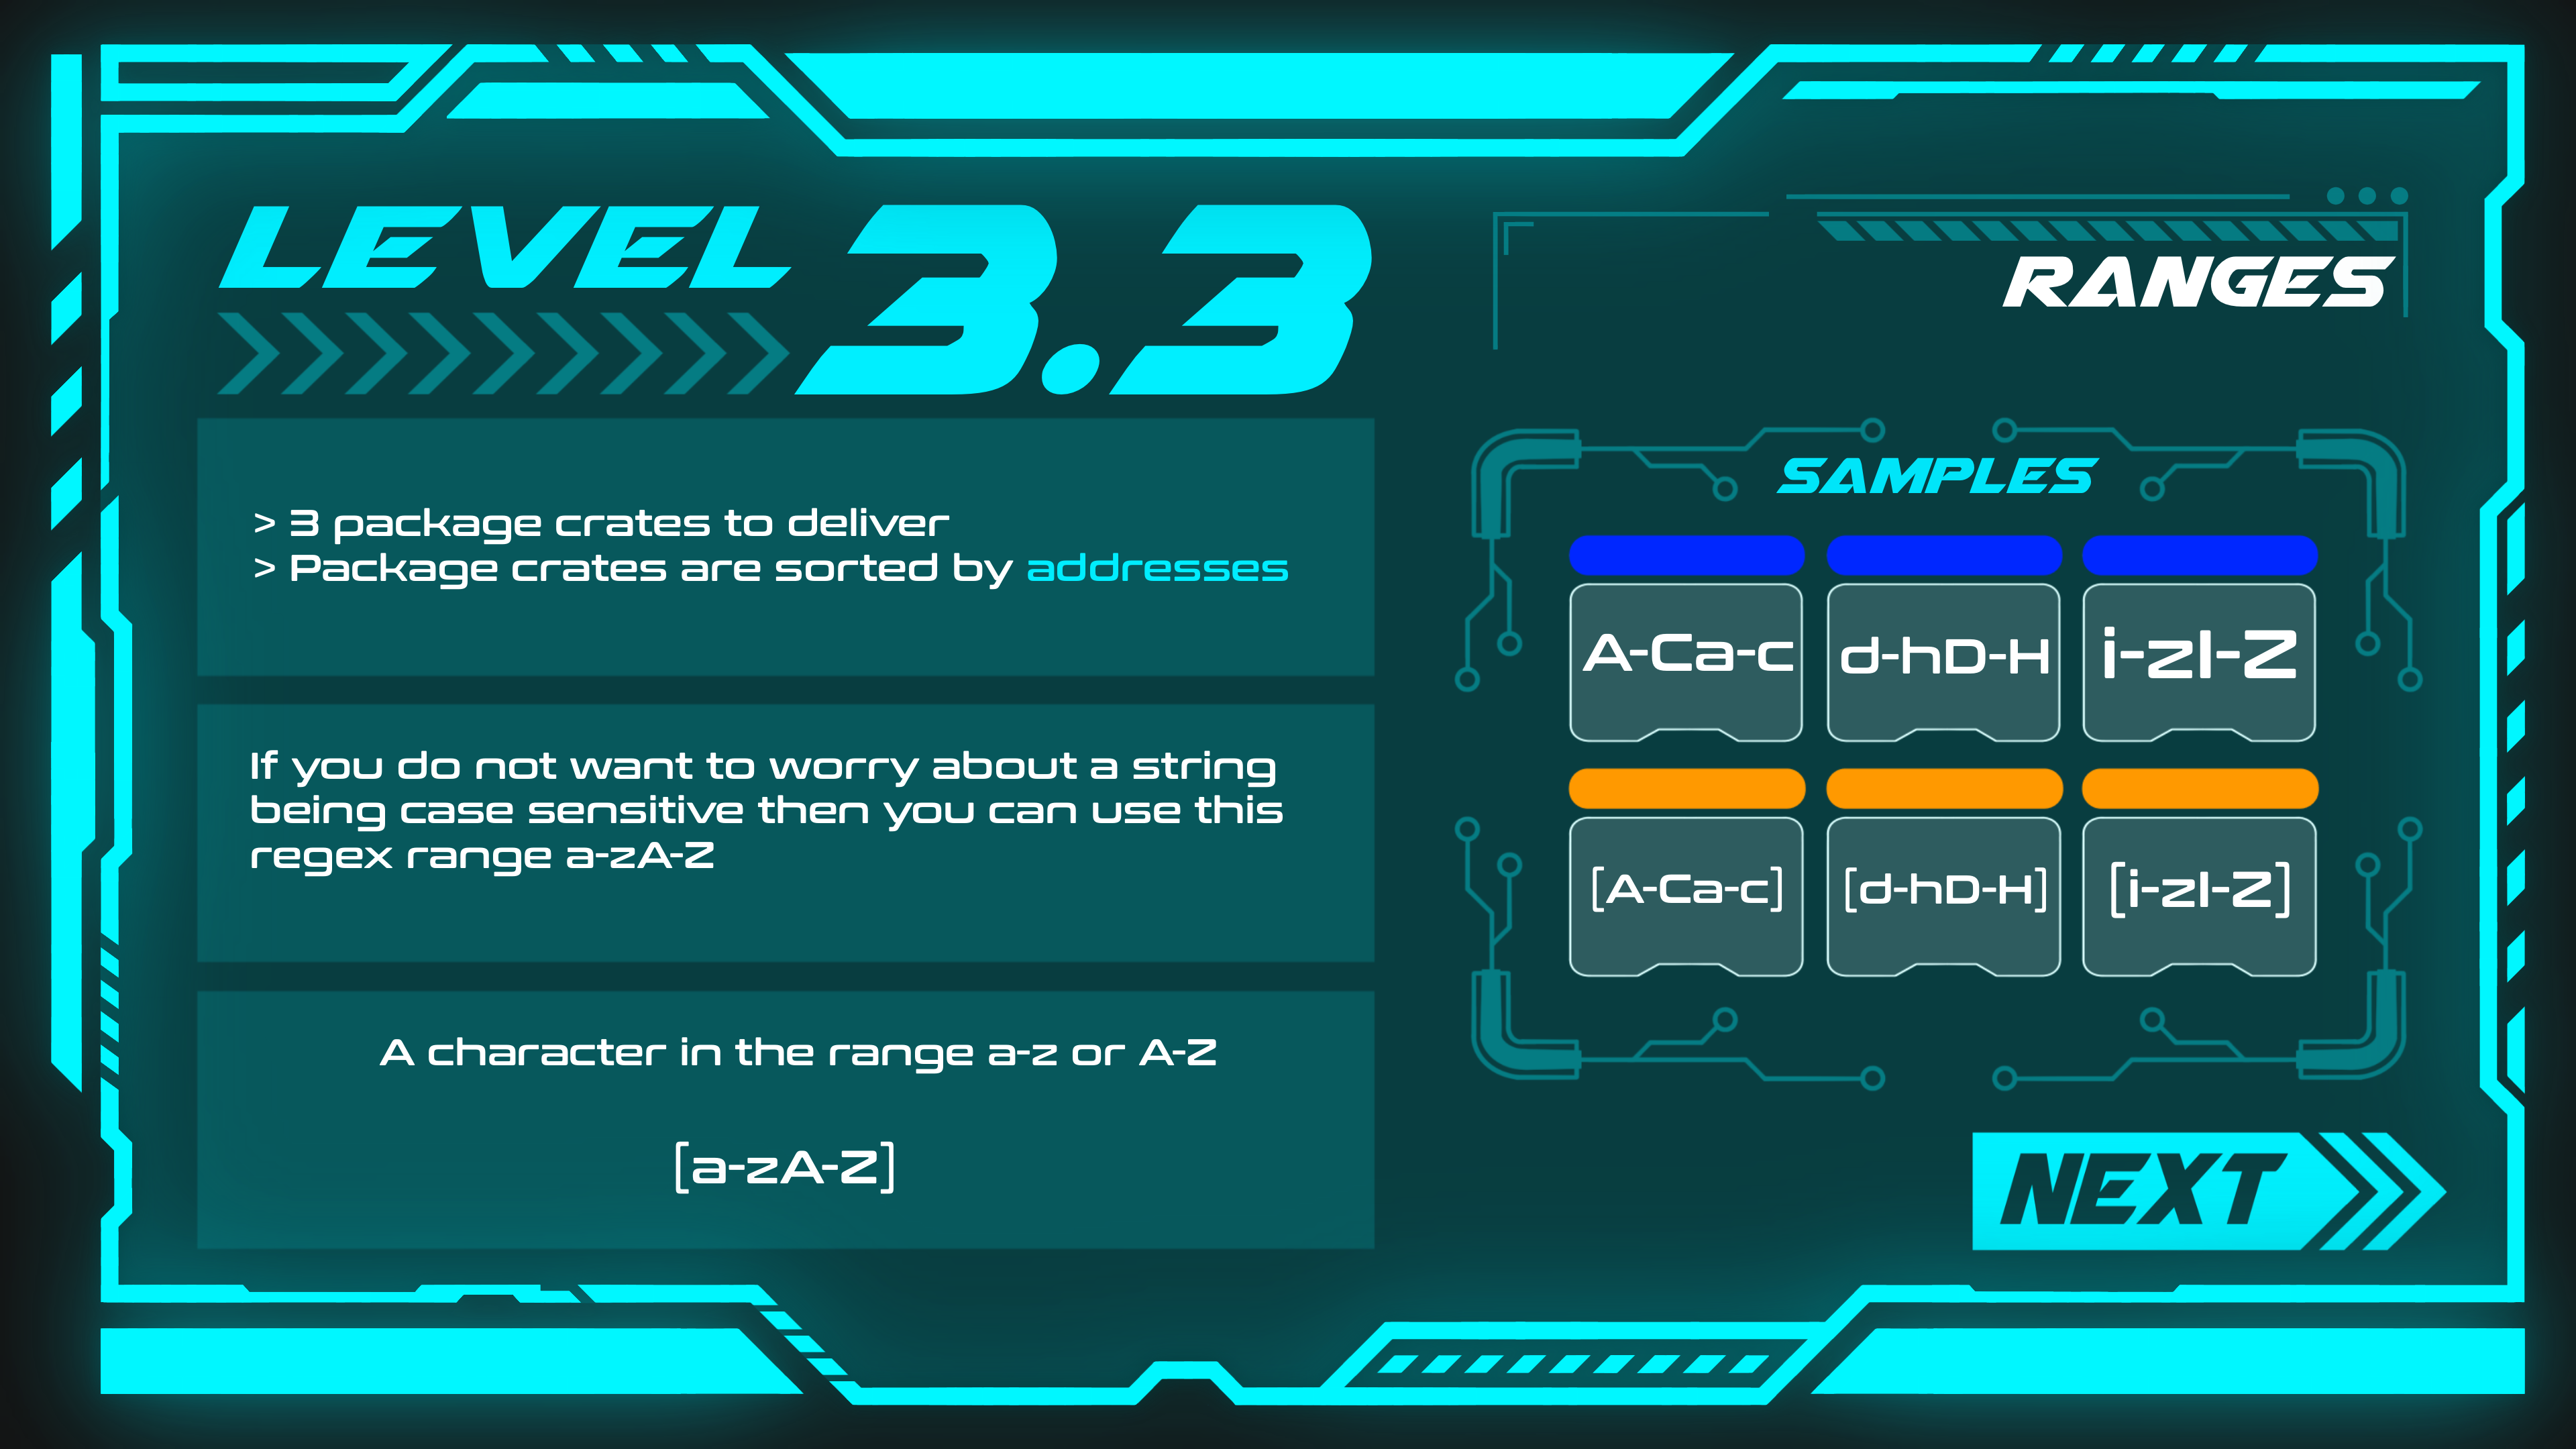 LEVEL 3.3
RANGES
> 3 package crates to deliver
> Package crates are sorted by addresses
If you do not want to worry about a string
being case sensitive then you can use this
regex range a-zA-Z
A character in the range a-z or A-Z
[a-zA-Z]
SAMPLES
A-Ca-c d-hD-H i-zI-Z
[A-Ca-c] [d-hD-H] [i-zI-Z]
NEXT